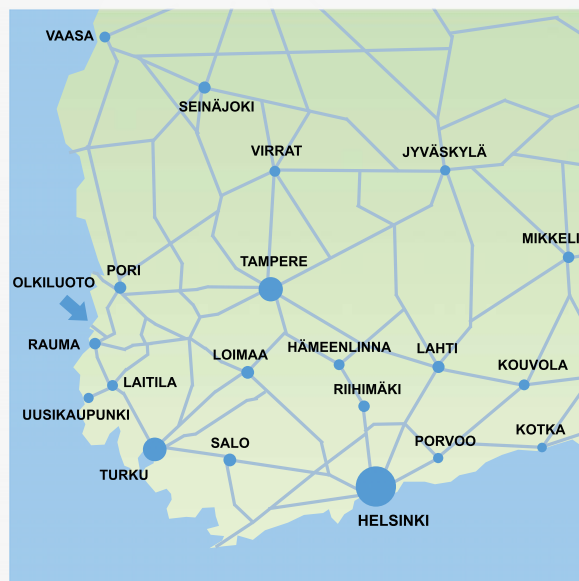 VAASA
SEINÄJOKI
VIRRAT
JYVÄSKYLÄ
MIKKELI
TAMPERE
PORI
OLKILUOTO
RAUMA
LOIMAA
HÄMEENLINNA
LAHTI
KOUVOLA
LAITILA
RIIHIMÄKI
UUSIKAUPUNKI
SALO
PORVOO
KOTKA
TURKU
HELSINKI